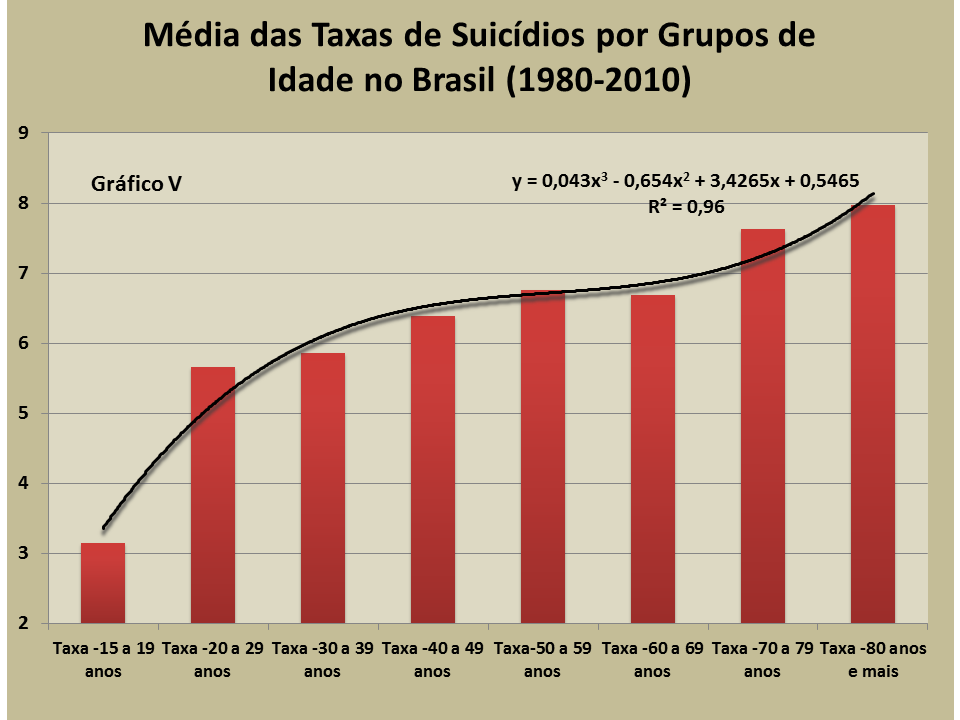 Média das Taxas de Suicídios por Grupos de
Idade no Brasil (1980-2010)
9
Gráfico V
y = 0,043x³ - 0,654x² + 3,4265x + 0,5465
R² = 0,96
8
7
6
5
4
3
2
Taxa -15 a 19 anos
Taxa -20 a 29 anos
Taxa -30 a 39 anos
Taxa -40 a 49 anos
Taxa-50 a 59 anos
Taxa -60 a 69 anos
Taxa -70 a 79 anos
Taxa -80 anos e mais